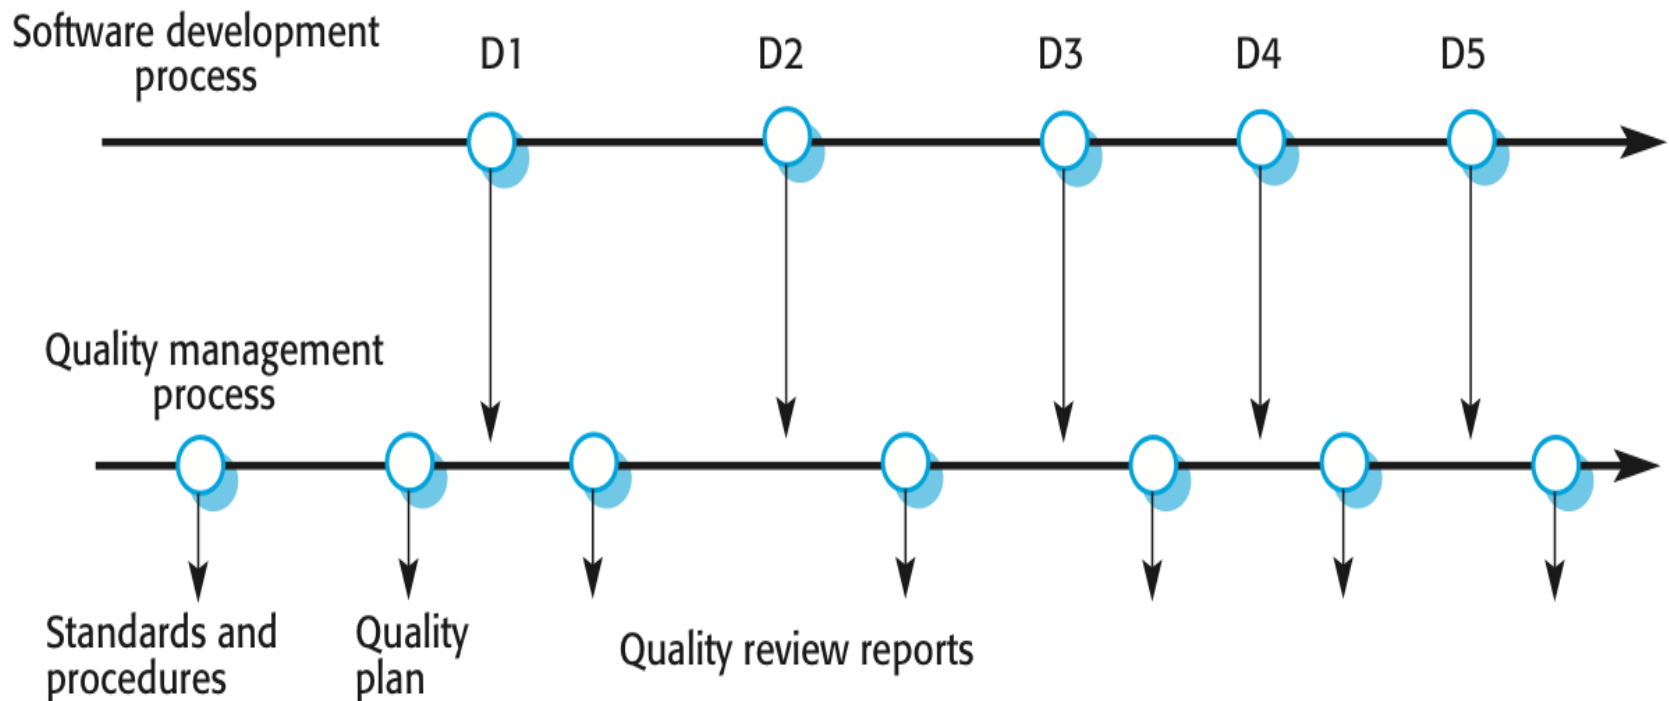 Software development
process
D1
D2
D3
D4
D5
Quality management
process
Standards and
procedures
Quality
plan
Quality review reports